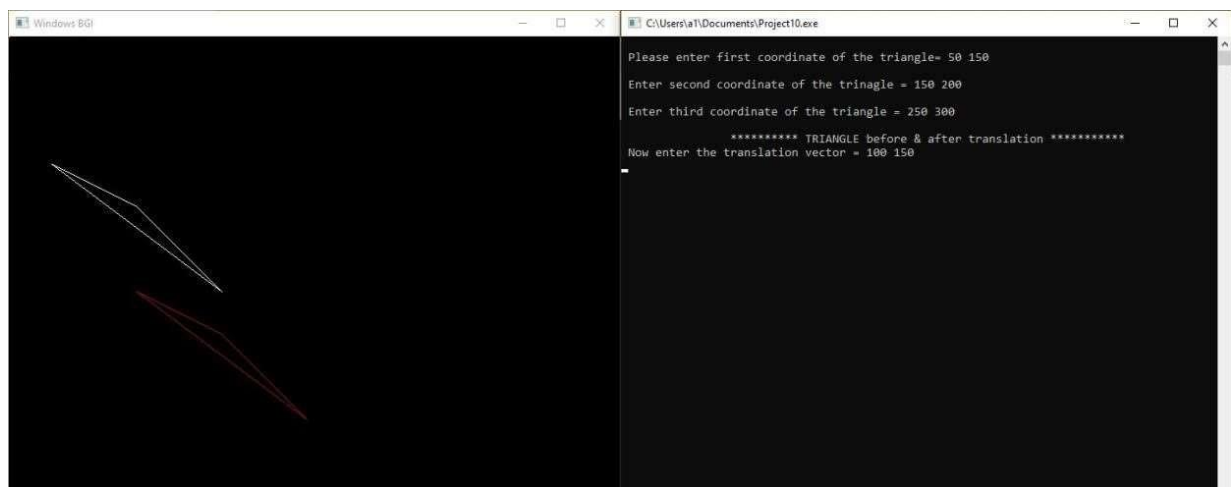 Windows BGI
C:\Users\a1\Documents\Project10.exe
Please enter first coordinate of the triangle= 50 150
Enter second coordinate of the trinagle = 150 200
Enter third coordinate of the triangle = 250 300
********** TRIANGLE before & after translation ***********
Now enter the translation vector = 100 150